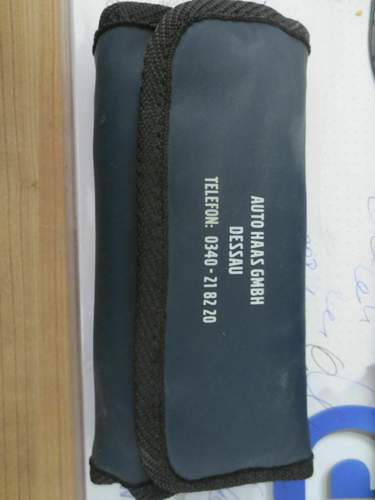 AUTO HAAS GMBH
DESSAU
TELEFON: 0340 - 21 82 20